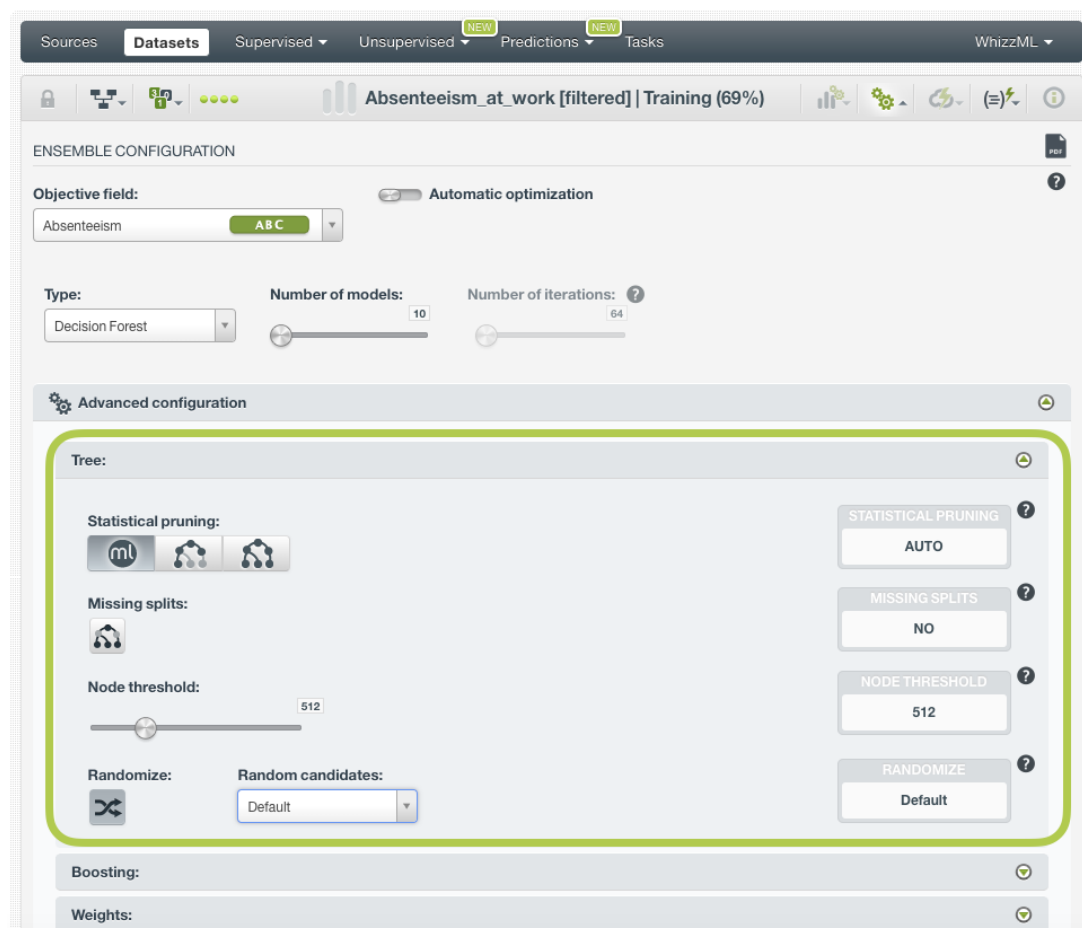 Sources Datasets Supervised Unsupervised NEW Predictions NEW Tasks WhizzML
Absenteeism_at_work [filtered] | Training (69%) (=)
ENSEMBLE CONFIGURATION PDF
Objective field: Automatic optimization ?
Absenteeism ABC
Type: Number of models: Number of iterations: ?
Decision Forest 10 64
Advanced configuration
Tree:
Statistical pruning: STATISTICAL PRUNING ?
ml AUTO
Missing splits: MISSING SPLITS ?
NO
Node threshold: NODE THRESHOLD ?
512 512
Randomize: Random candidates: RANDOMIZE ?
Default Default
Boosting:
Weights: